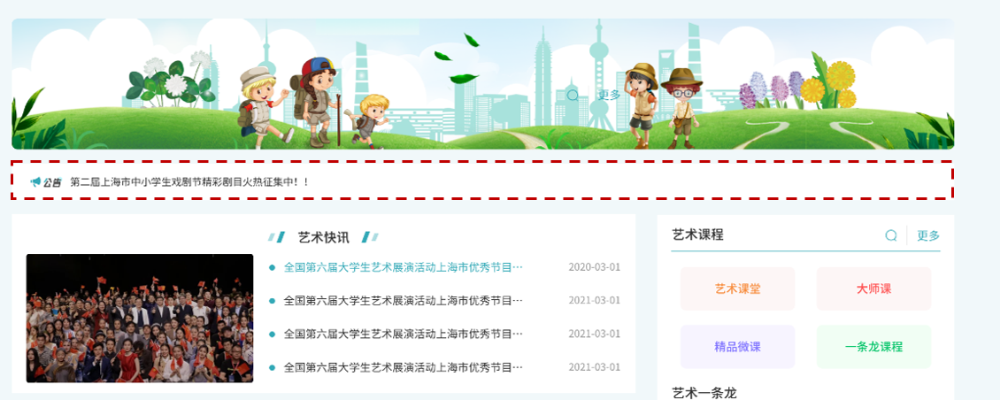 更多
公告 第二届上海市中小学生戏剧节精彩剧目火热征集中！！
艺术快讯
全国第六届大学生艺术展演活动上海市优秀节目… 2020-03-01
全国第六届大学生艺术展演活动上海市优秀节目… 2021-03-01
全国第六届大学生艺术展演活动上海市优秀节目… 2021-03-01
全国第六届大学生艺术展演活动上海市优秀节目… 2021-03-01
艺术课程 更多
艺术课堂 大师课
精品微课 一条龙课程
艺术一条龙